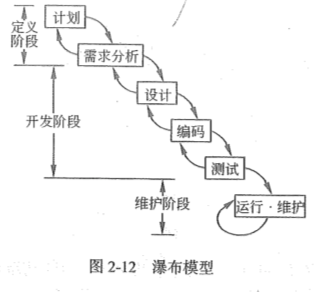 定义
阶段
计划
需求分析
设计
开发阶段
编码
测试
维护阶段
运行·维护
图 2-12 瀑布模型